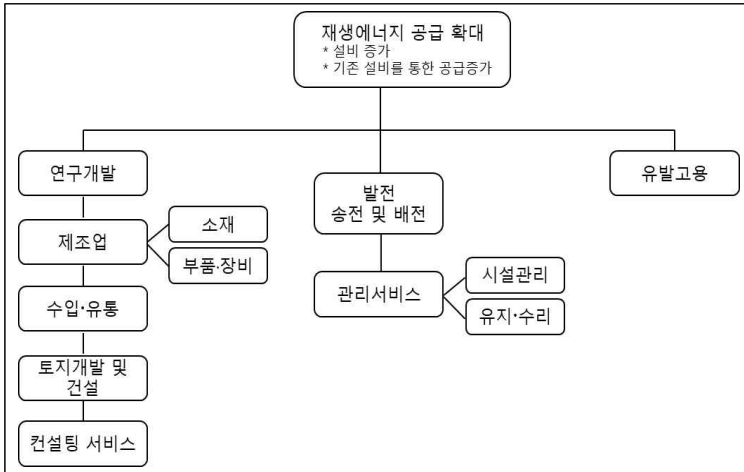 재생에너지 공급 확대
* 설비 증가
* 기존 설비를 통한 공급증가
연구개발
제조업
소재
부품·장비
수입·유통
토지개발 및
건설
컨설팅 서비스
발전
송전 및 배전
관리서비스
시설관리
유지·수리
유발고용